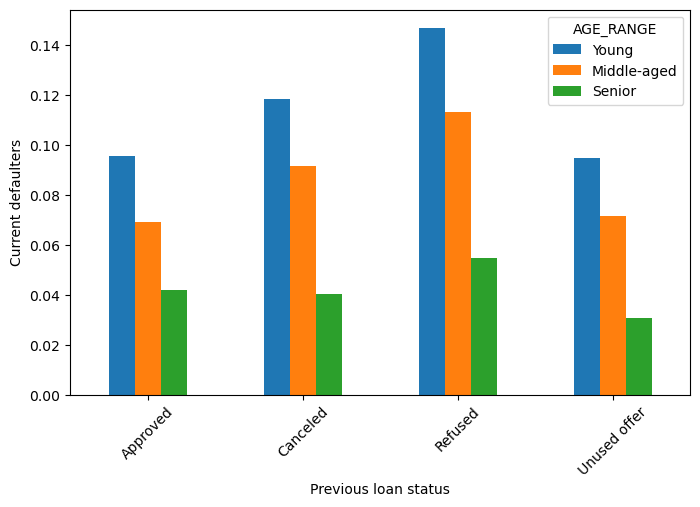 AGE_RANGE
Young
Middle-aged
Senior
Current defaulters
0.14
0.12
0.10
0.08
0.06
0.04
0.02
0.00
Approved
Canceled
Refused
Unused offer
Previous loan status